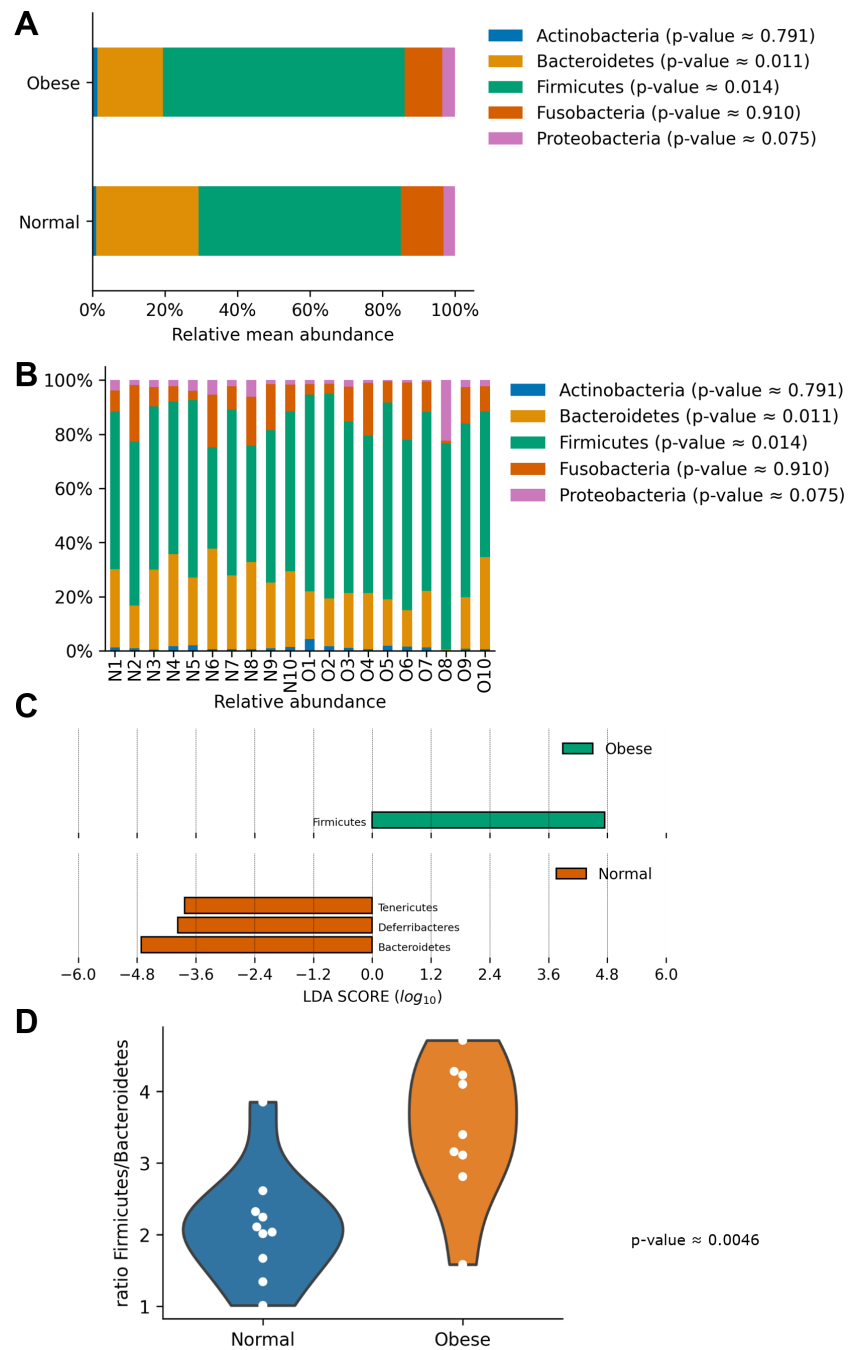 A
Obese
Normal
0% 20% 40% 60% 80% 100%
Relative mean abundance
Actinobacteria (p-value ≈ 0.791)
Bacteroidetes (p-value ≈ 0.011)
Firmicutes (p-value ≈ 0.014)
Fusobacteria (p-value ≈ 0.910)
Proteobacteria (p-value ≈ 0.075)
B
100%
80%
60%
40%
20%
0%
N1 N2 N3 N4 N5 N6 N7 N8 N9 N10 O1 O2 O3 O4 O5 O6 O7 O8 O9 O10
Relative abundance
Actinobacteria (p-value ≈ 0.791)
Bacteroidetes (p-value ≈ 0.011)
Firmicutes (p-value ≈ 0.014)
Fusobacteria (p-value ≈ 0.910)
Proteobacteria (p-value ≈ 0.075)
C
Obese
Firmicutes
Normal
Tenericutes
Deferribacteres
Bacteroidetes
−6.0 −4.8 −3.6 −2.4 −1.2 0.0 1.2 2.4 3.6 4.8 6.0
LDA SCORE (log10)
D
ratio Firmicutes/Bacteroidetes
4
3
2
1
Normal Obese
p-value ≈ 0.0046